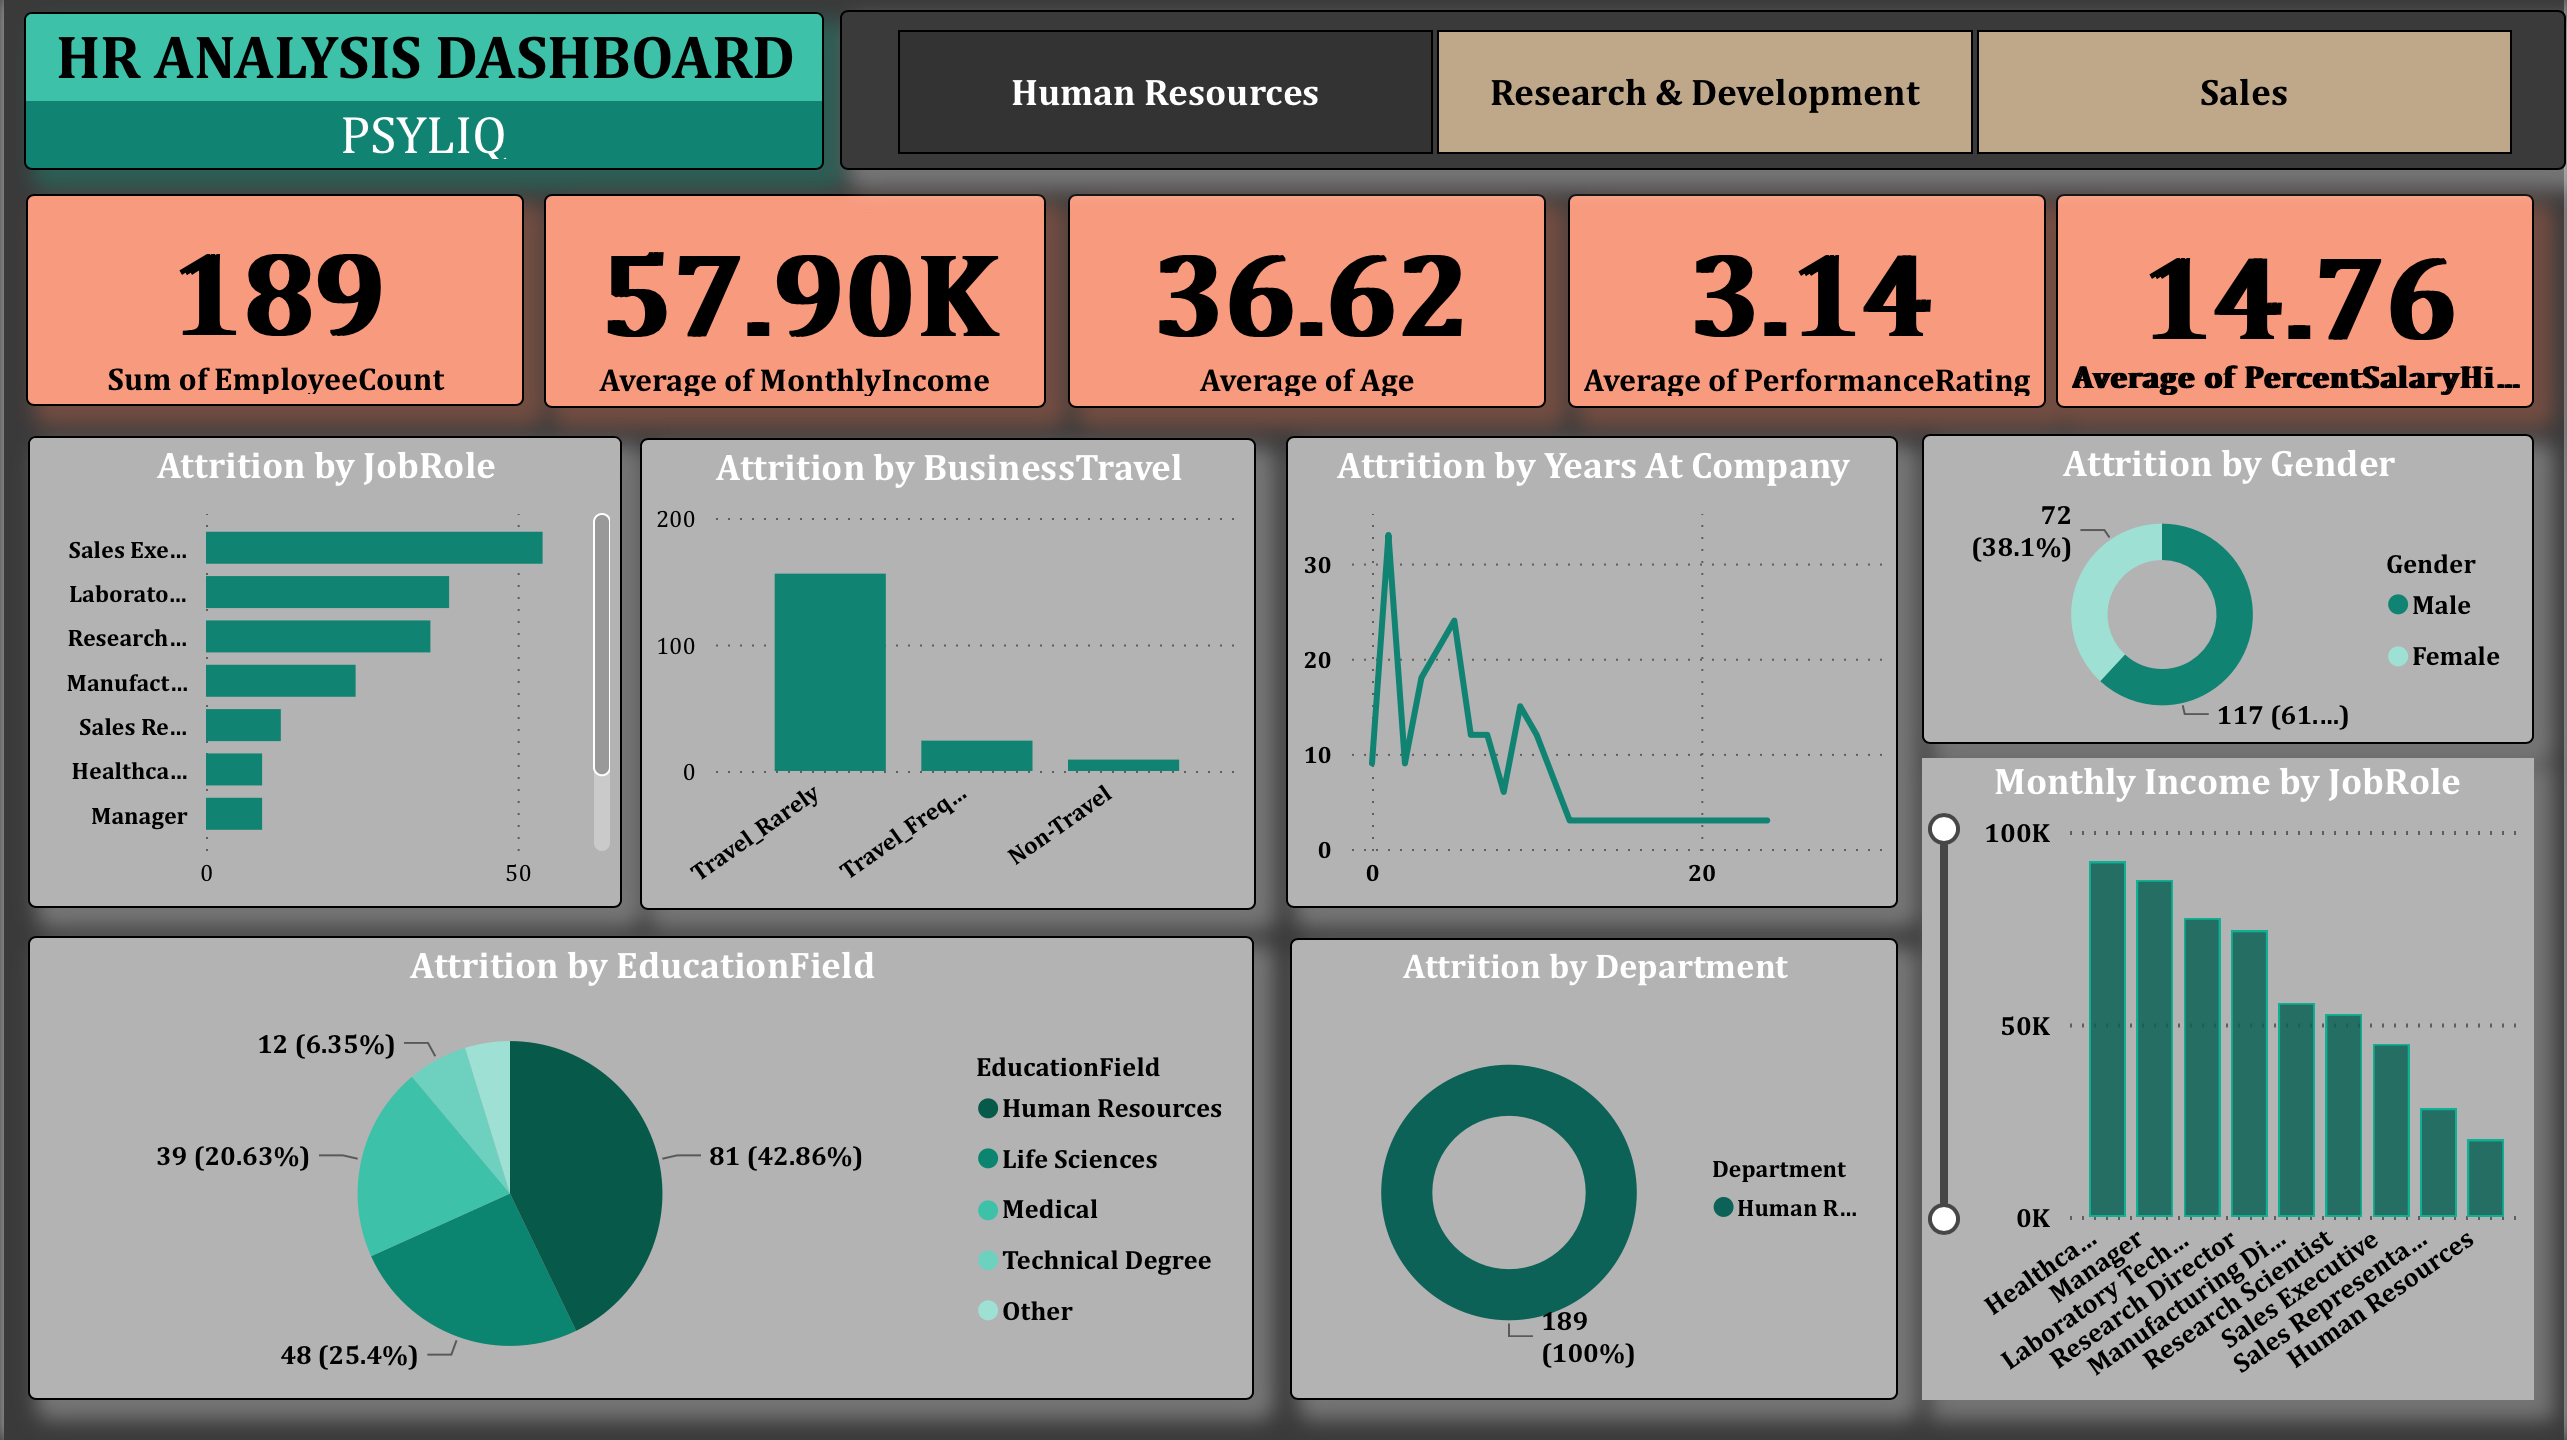 HR ANALYSIS DASHBOARD
PSYLIQ
Human Resources
Research & Development
Sales
189
Sum of EmployeeCount
57.90K
Average of MonthlyIncome
36.62
Average of Age
3.14
Average of PerformanceRating
14.76
Average of PercentSalaryHi...
Attrition by JobRole
Sales Exe...
Laborato...
Research...
Manufact...
Sales Re...
Healthca...
Manager
0
50
Attrition by BusinessTravel
200
100
0
Travel_Rarely
Travel_Freq...
Non-Travel
Attrition by Years At Company
30
20
10
0
0
20
Attrition by Gender
72
(38.1%)
117 (61....)
Gender
Male
Female
Monthly Income by JobRole
100K
50K
0K
Healthca...
Manager
Laboratory Tech...
Research Director
Manufacturing Di...
Research Scientist
Sales Executive
Sales Representa...
Human Resources
Attrition by EducationField
12 (6.35%)
39 (20.63%)
81 (42.86%)
48 (25.4%)
EducationField
Human Resources
Life Sciences
Medical
Technical Degree
Other
Attrition by Department
189
(100%)
Department
Human R...